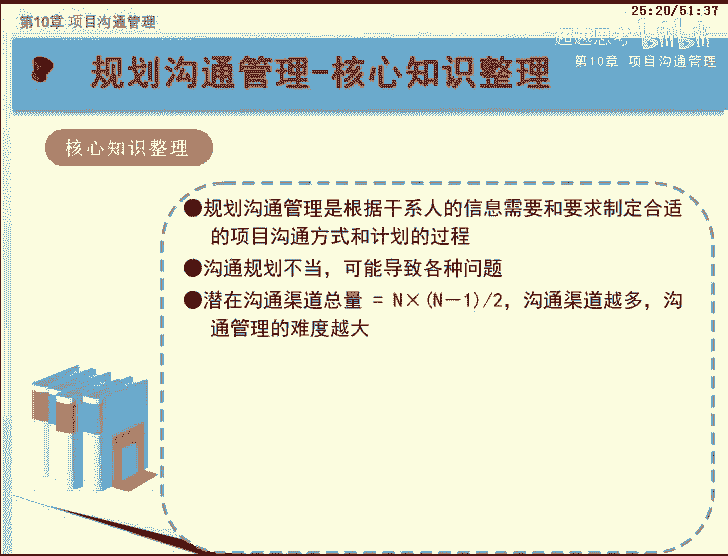 25:20/51:37
第10章 项目沟通管理
bilibili
规划沟通管理-核心知识整理
第10章 项目沟通管理
核心知识整理
●规划沟通管理是根据干系人的信息需要和要求制定合适
的项目沟通方式和计划的过程
●沟通规划不当，可能导致各种问题
●潜在沟通渠道总量 = N×(N－1)/2，沟通渠道越多，沟
通管理的难度越大